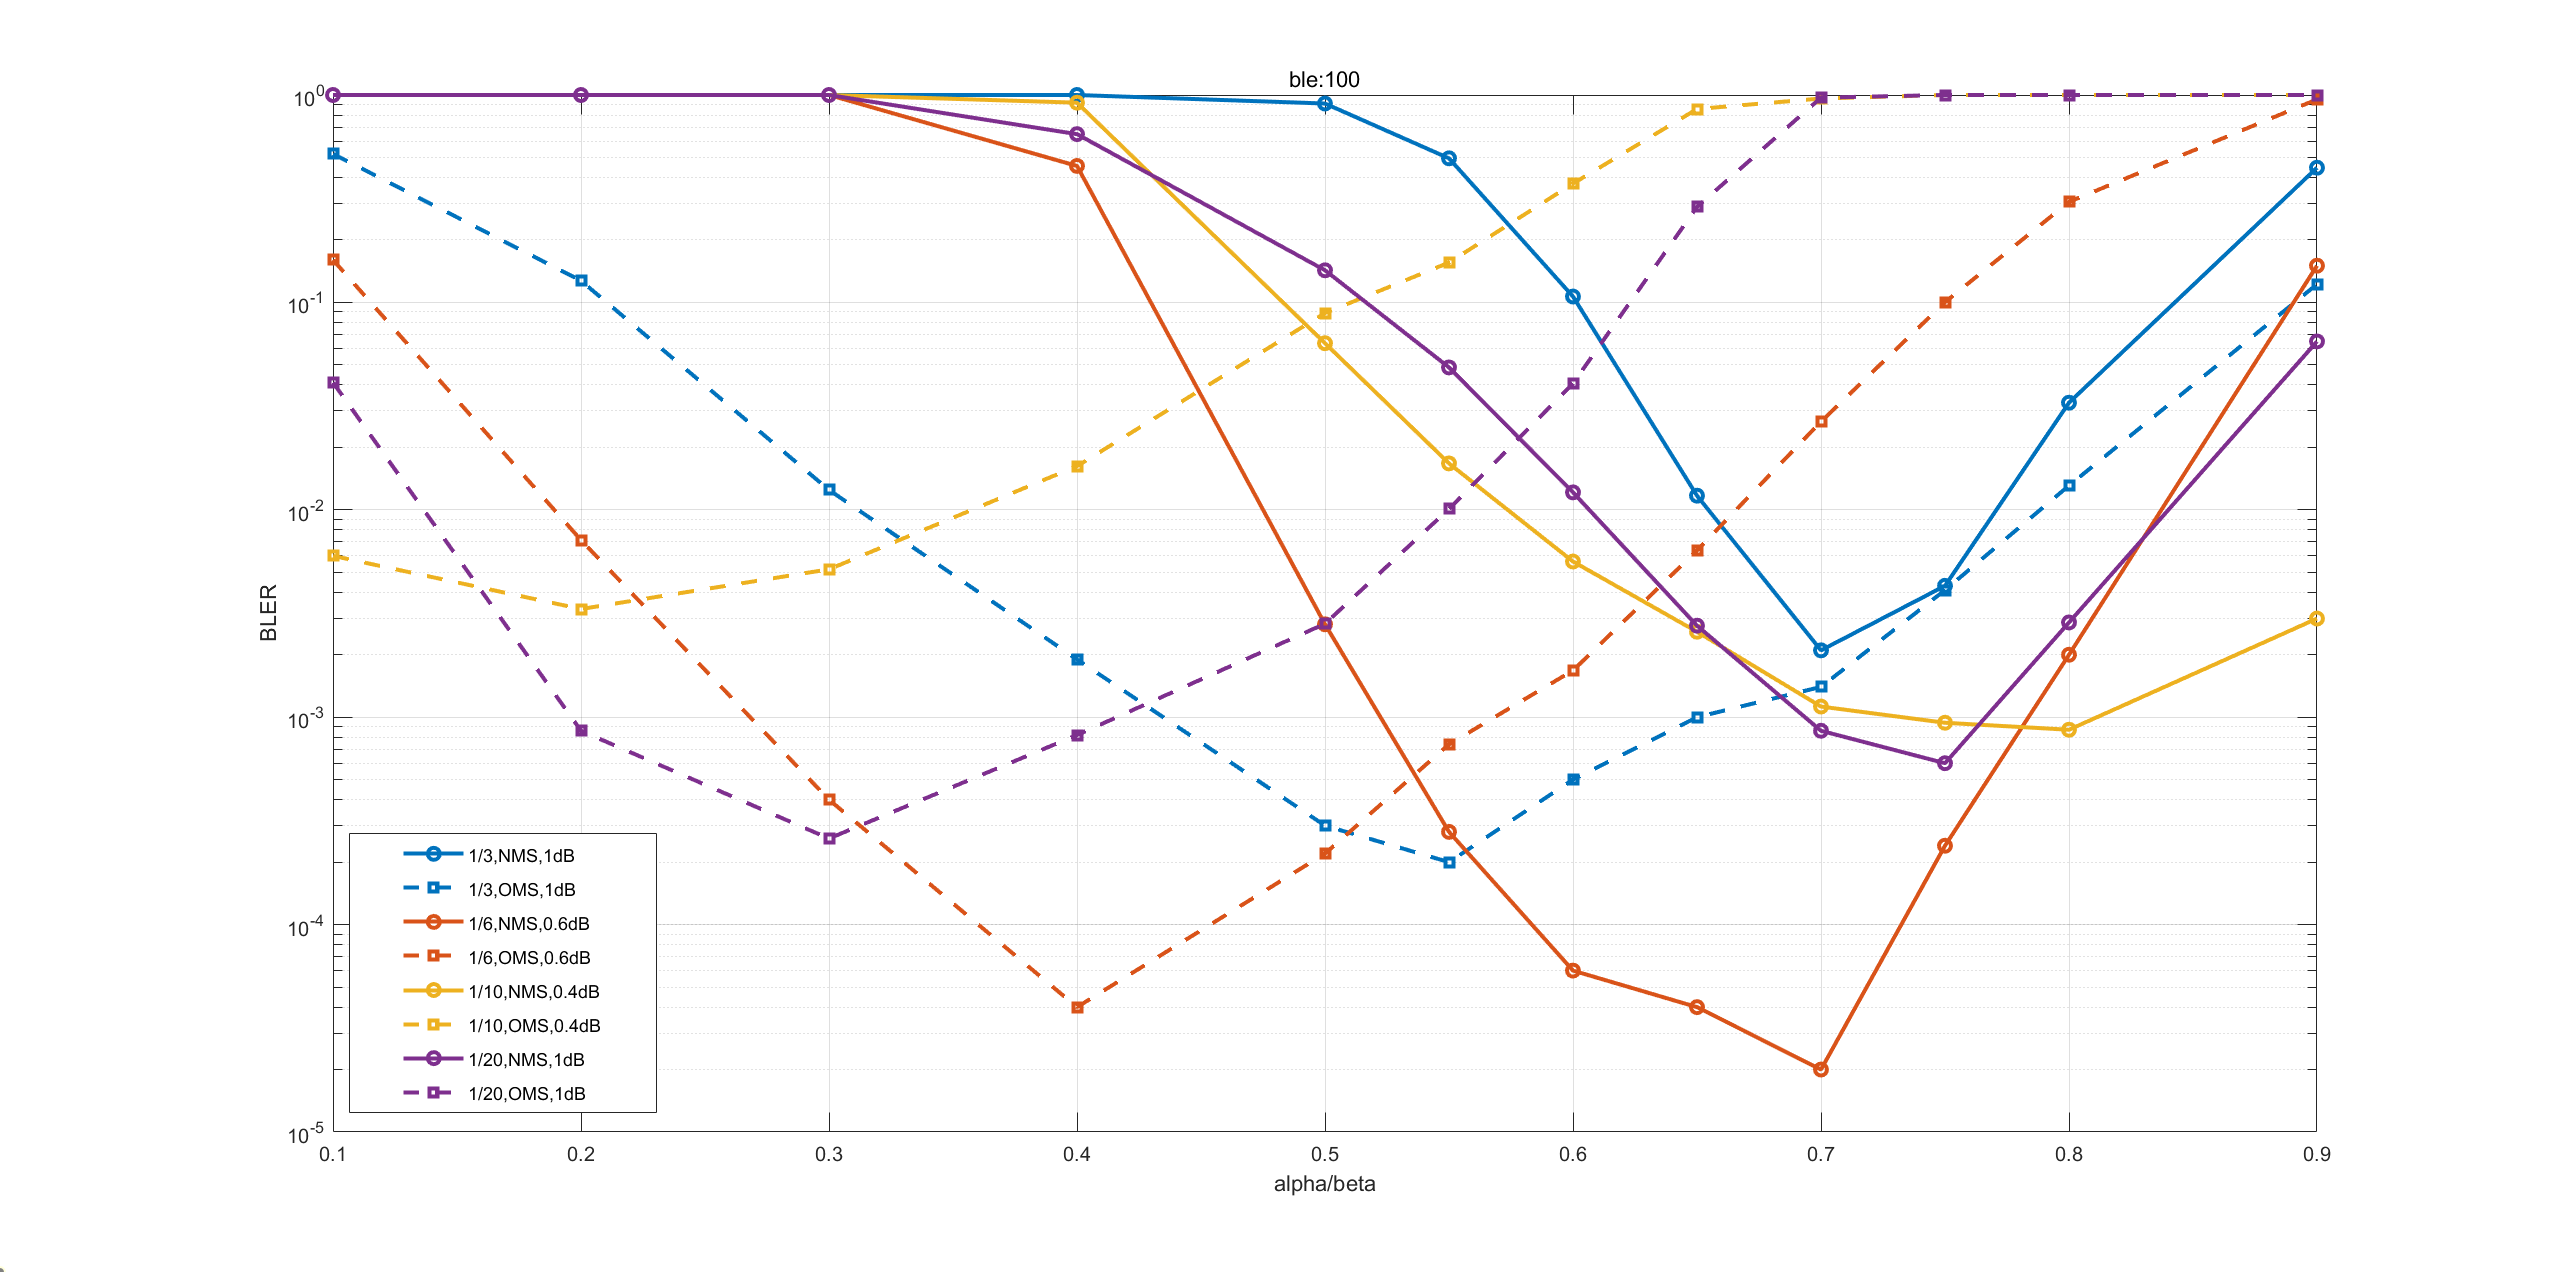 ble:100
10^0
10^-1
10^-2
10^-3
10^-4
10^-5
BLER
1/3,NMS,1dB
1/3,OMS,1dB
1/6,NMS,0.6dB
1/6,OMS,0.6dB
1/10,NMS,0.4dB
1/10,OMS,0.4dB
1/20,NMS,1dB
1/20,OMS,1dB
0.1 0.2 0.3 0.4 0.5 0.6 0.7 0.8 0.9
alpha/beta